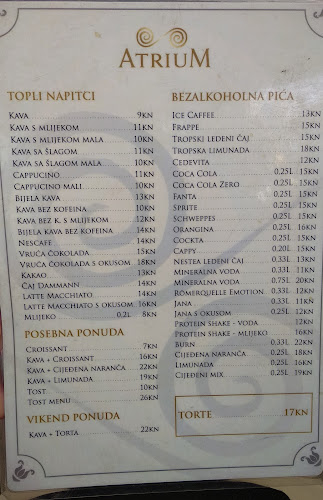 ATRIUM
TOPLI NAPITCI
KAVA 9KN
KAVA S MLIJEKOM 11KN
KAVA S MLIJEKOM MALA 10KN
KAVA SA ŠLAGOM 11KN
KAVA SA ŠLAGOM MALA 10KN
CAPPUCINO 11KN
CAPPUCINO MALI 10KN
BIJELA KAVA 13KN
KAVA BEZ KOFEINA 10KN
KAVA BEZ K. S MLIJEKOM 12KN
BIJELA KAVA BEZ KOFEINA 14KN
NESCAFE 14KN
VRUĆA ČOKOLADA 15KN
VRUĆA ČOKOLADA S OKUSOM 18KN
KAKAO 13KN
ČAJ DAMMANN 14KN
LATTE MACCHIATO 14KN
LATTE MACCHIATO S OKUSOM 16KN
MLIJEKO 0.2L 8KN
POSEBNA PONUDA
CROISSANT 7KN
KAVA + CROISSANT 16KN
KAVA + CIJEĐENA NARANČA 22KN
KAVA + LIMUNADA 19KN
TOST 10KN
TOST MENU 26KN
VIKEND PONUDA
KAVA + TORTA 22KN
BEZALKOHOLNA PIĆA
ICE CAFFEE 13KN
FRAPPE 15KN
TROPSKI LEDENI ČAJ 15KN
TROPSKA LIMUNADA 18KN
CEDEVITA 12KN
COCA COLA 0.25L 15KN
COCA COLA ZERO 0.25L 15KN
FANTA 0.25L 15KN
SPRITE 0.25L 15KN
SCHWEPPES 0.25L 15KN
ORANGINA 0.25L 16KN
COCKTA 0.25L 15KN
CAPPY 0.20L 15KN
NESTEA LEDENI ČAJ 0.33L 13KN
MINERALNA VODA 0.33L 12KN
MINERALNA VODA 0.75L 20KN
ROMERQUELLE EMOTION 0.33L 12KN
JANA 0.33L 11KN
JANA S OKUSOM 0.25L 12KN
PROTEIN SHAKE - VODA 12KN
PROTEIN SHAKE - MLIJEKO 16KN
BURN 0.33L 22KN
CIJEĐENA NARANČA 0.25L 18KN
LIMUNADA 0.25L 16KN
CIJEĐENI MIX 0.25L 19KN
TORTE 17KN